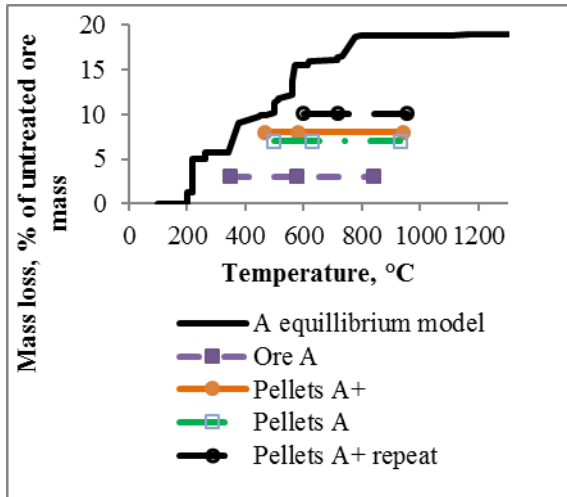 Mass loss, % of untreated ore
mass
20
15
10
5
0
0 200 400 600 800 1000 1200
Temperature, °C
A equillibrium model
Ore A
Pellets A+
Pellets A
Pellets A+ repeat